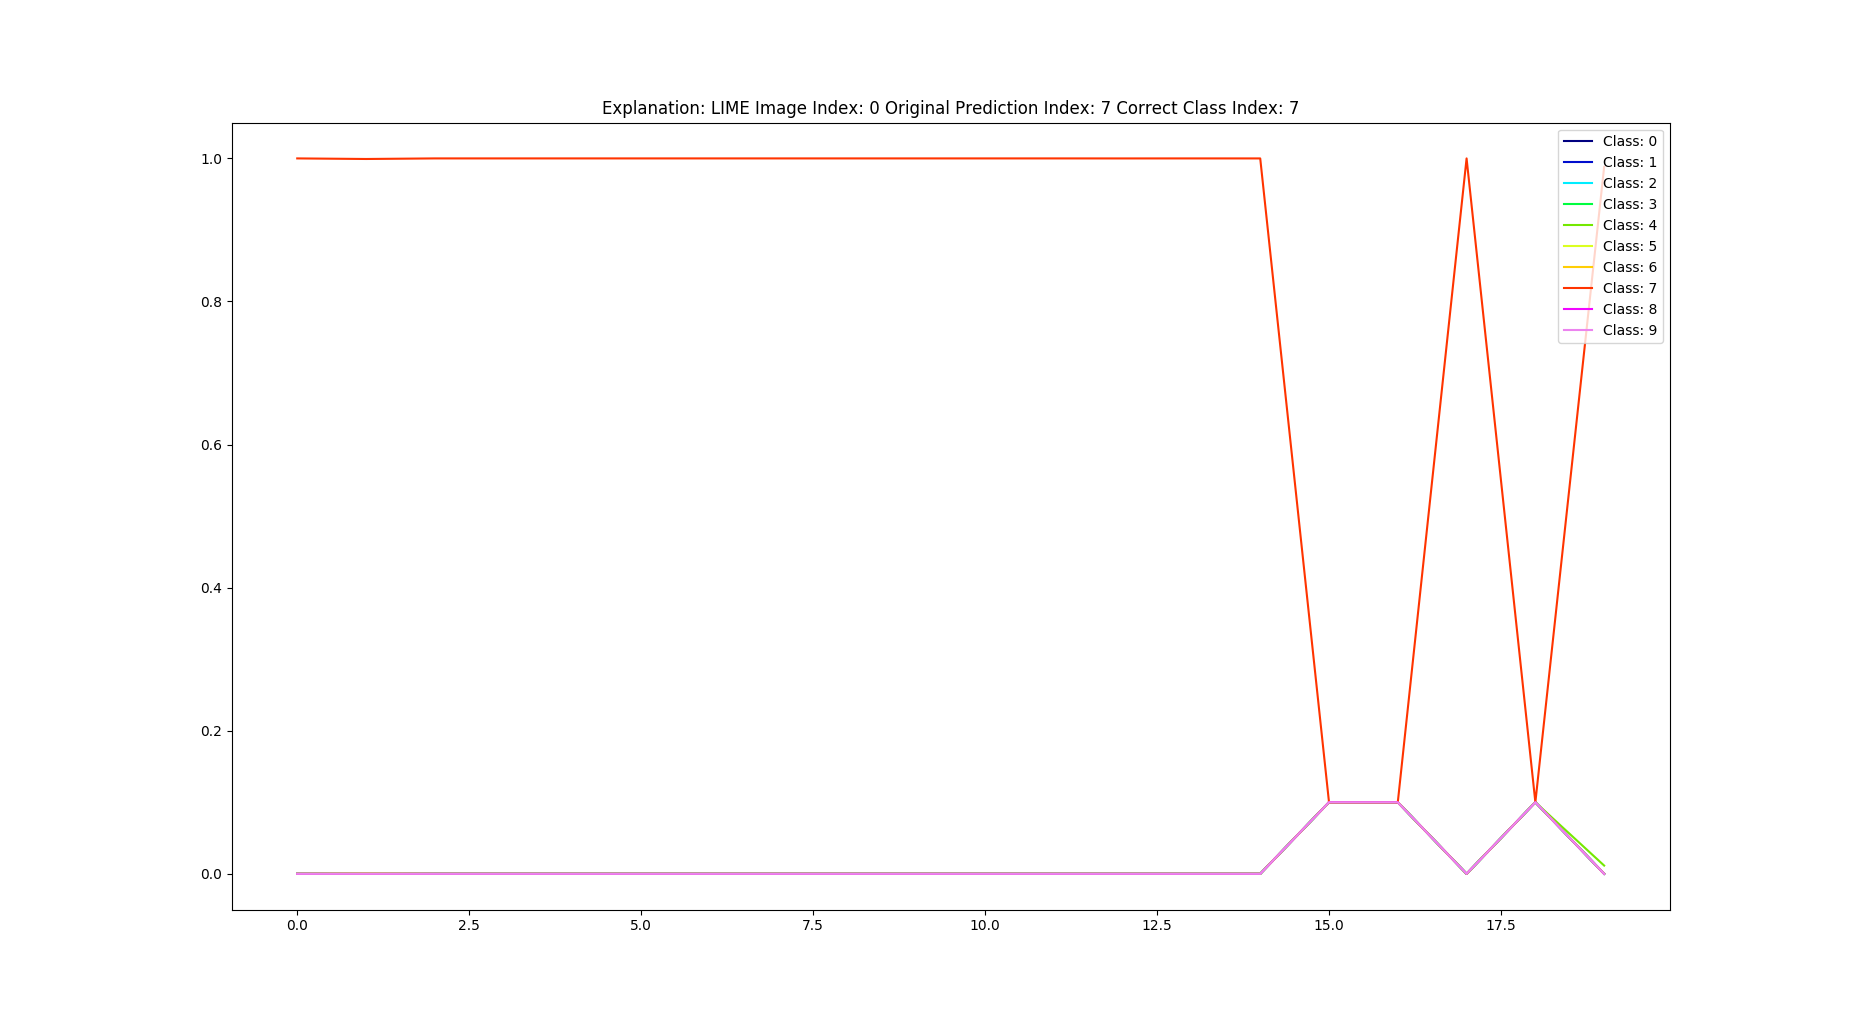 Explanation: LIME Image Index: 0 Original Prediction Index: 7 Correct Class Index: 7
1.0
0.8
0.6
0.4
0.2
0.0
0.0 2.5 5.0 7.5 10.0 12.5 15.0 17.5
Class: 0
Class: 1
Class: 2
Class: 3
Class: 4
Class: 5
Class: 6
Class: 7
Class: 8
Class: 9